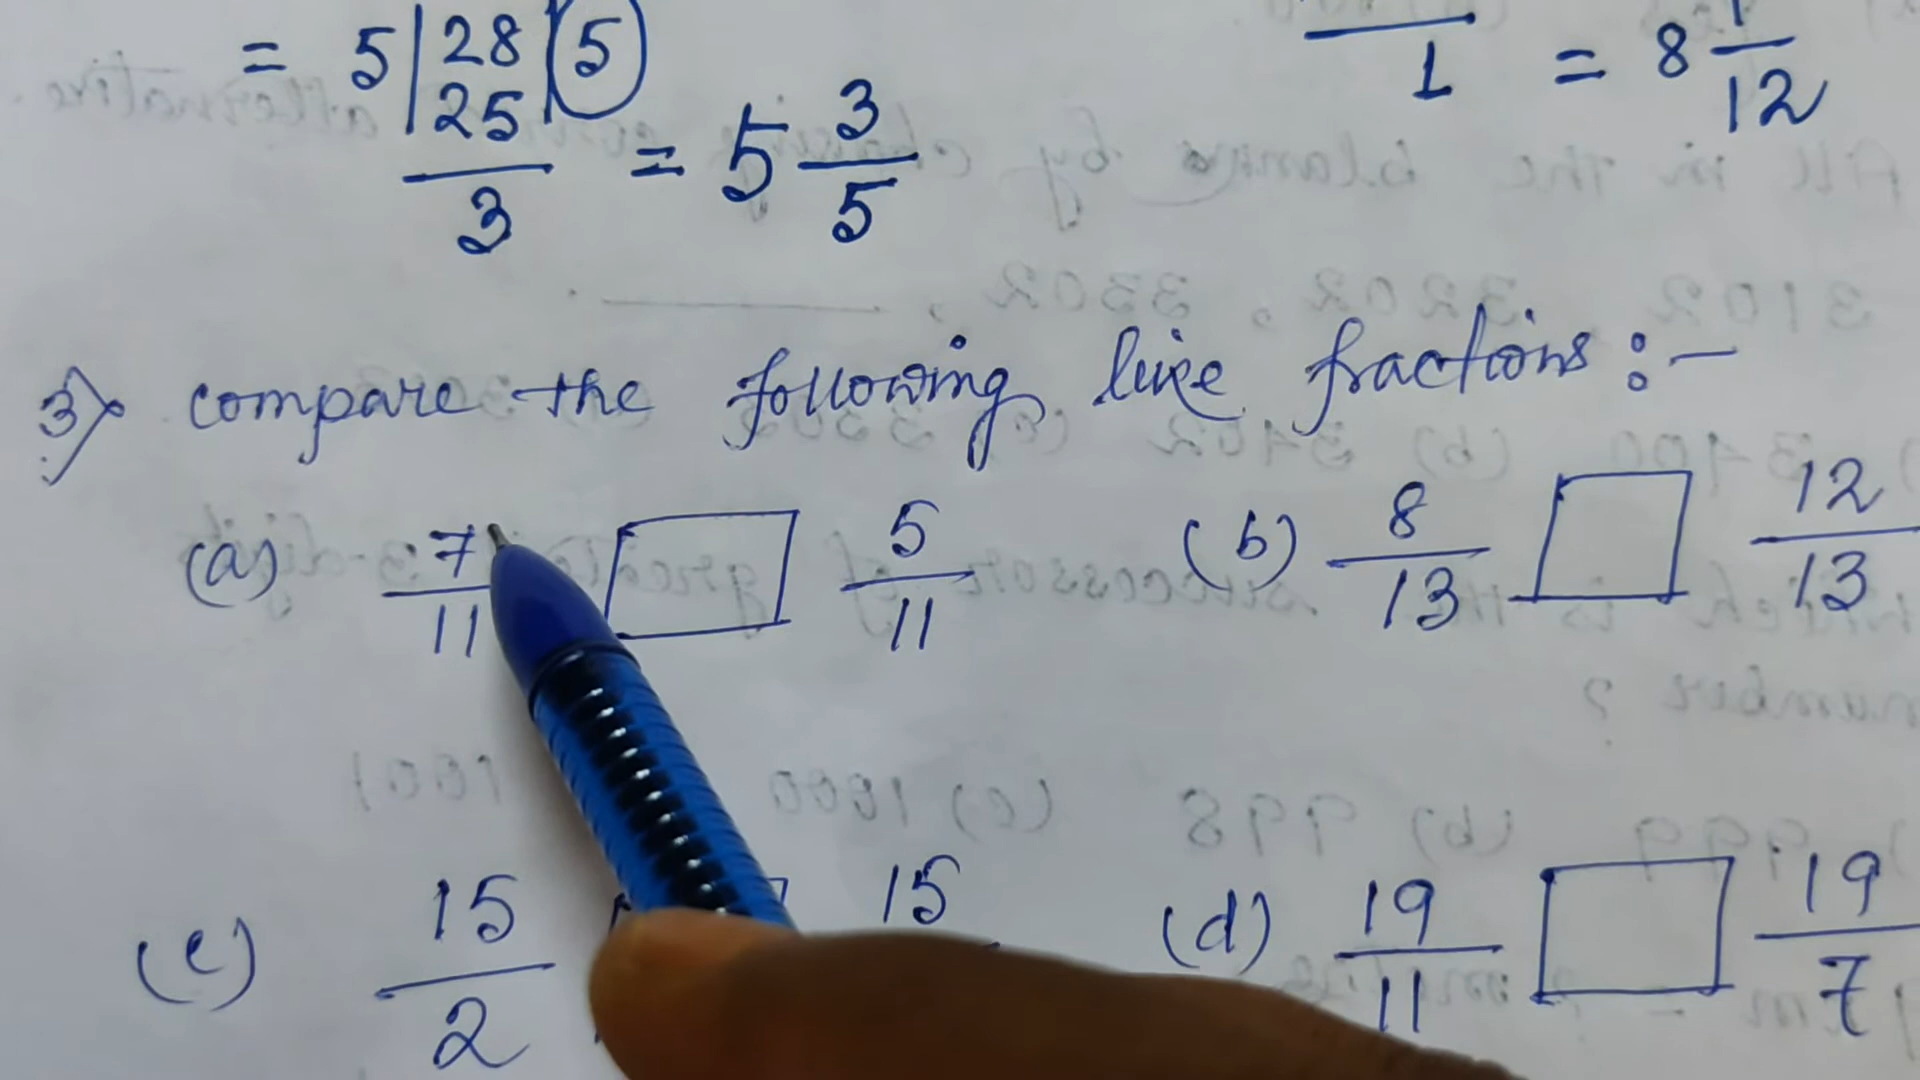 = 5 | 28 | 5
25
3 = 5 3/5
1 = 8 1/12
3) compare the following like fractions :-
(a) 7/11 □ 5/11 (b) 8/13 □ 12/13
(c) 15/2 15 (d) 19/11 □ 19/7